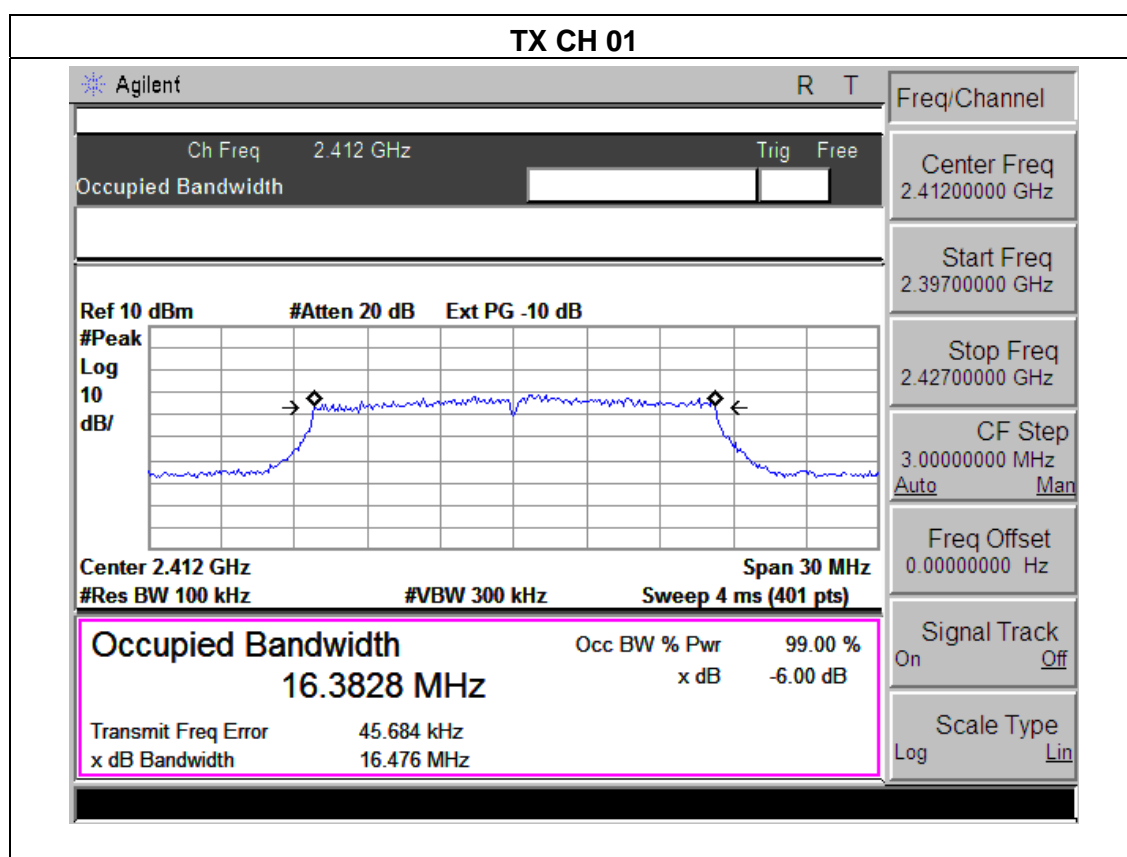 TX CH 01
Agilent R T
Freq/Channel
Ch Freq 2.412 GHz Trig Free
Occupied Bandwidth
Center Freq
2.41200000 GHz
Start Freq
2.39700000 GHz
Stop Freq
2.42700000 GHz
CF Step
3.00000000 MHz
Auto Man
Freq Offset
0.00000000 Hz
Signal Track
On Off
Scale Type
Log Lin
Ref 10 dBm #Atten 20 dB Ext PG -10 dB
#Peak
Log
10
dB/
Center 2.412 GHz Span 30 MHz
#Res BW 100 kHz #VBW 300 kHz Sweep 4 ms (401 pts)
Occupied Bandwidth Occ BW % Pwr 99.00 %
16.3828 MHz x dB -6.00 dB
Transmit Freq Error 45.684 kHz
x dB Bandwidth 16.476 MHz